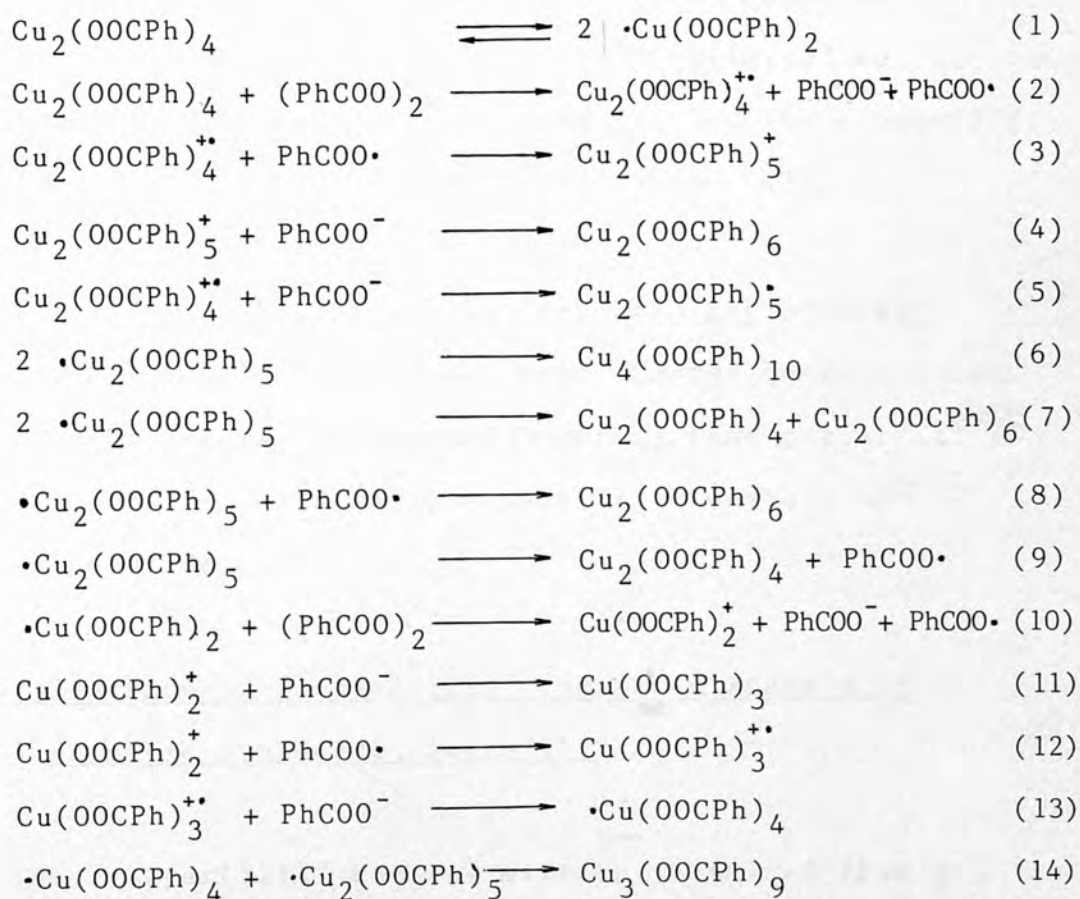 Cu₂(OOCPh)₄ ⇌ 2 •Cu(OOCPh)₂ (1)
Cu₂(OOCPh)₄ + (PhCOO)₂ ⟶ Cu₂(OOCPh)₄⁺• + PhCOO⁻ + PhCOO• (2)
Cu₂(OOCPh)₄⁺• + PhCOO• ⟶ Cu₂(OOCPh)₅⁺ (3)
Cu₂(OOCPh)₅⁺ + PhCOO⁻ ⟶ Cu₂(OOCPh)₆ (4)
Cu₂(OOCPh)₄⁺• + PhCOO⁻ ⟶ Cu₂(OOCPh)₅• (5)
2 •Cu₂(OOCPh)₅ ⟶ Cu₄(OOCPh)₁₀ (6)
2 •Cu₂(OOCPh)₅ ⟶ Cu₂(OOCPh)₄ + Cu₂(OOCPh)₆ (7)
•Cu₂(OOCPh)₅ + PhCOO• ⟶ Cu₂(OOCPh)₆ (8)
•Cu₂(OOCPh)₅ ⟶ Cu₂(OOCPh)₄ + PhCOO• (9)
•Cu(OOCPh)₂ + (PhCOO)₂ ⟶ Cu(OOCPh)₂⁺ + PhCOO⁻ + PhCOO• (10)
Cu(OOCPh)₂⁺ + PhCOO⁻ ⟶ Cu(OOCPh)₃ (11)
Cu(OOCPh)₂⁺ + PhCOO• ⟶ Cu(OOCPh)₃⁺• (12)
Cu(OOCPh)₃⁺• + PhCOO⁻ ⟶ •Cu(OOCPh)₄ (13)
•Cu(OOCPh)₄ + •Cu₂(OOCPh)₅ ⟶ Cu₃(OOCPh)₉ (14)